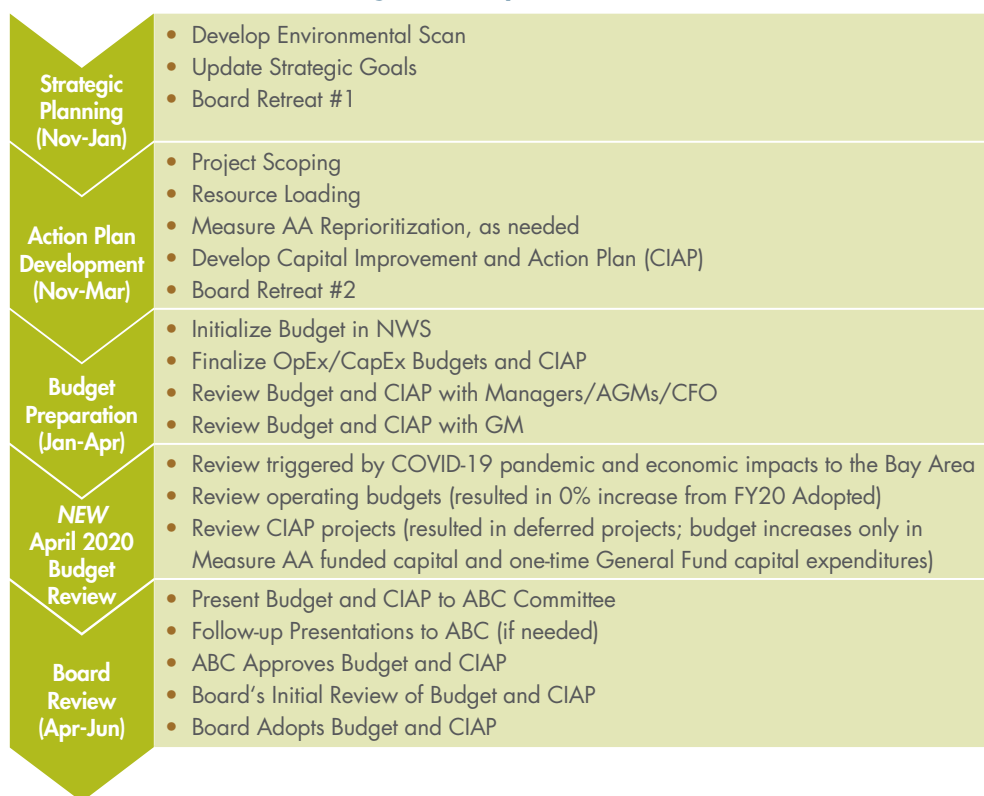 Strategic
Planning
(Nov-Jan)
• Develop Environmental Scan
• Update Strategic Goals
• Board Retreat #1
Action Plan
Development
(Nov-Mar)
• Project Scoping
• Resource Loading
• Measure AA Reprioritization, as needed
• Develop Capital Improvement and Action Plan (CIAP)
• Board Retreat #2
Budget
Preparation
(Jan-Apr)
• Initialize Budget in NWS
• Finalize OpEx/CapEx Budgets and CIAP
• Review Budget and CIAP with Managers/AGMs/CFO
• Review Budget and CIAP with GM
NEW
April 2020
Budget
Review
• Review triggered by COVID-19 pandemic and economic impacts to the Bay Area
• Review operating budgets (resulted in 0% increase from FY20 Adopted)
• Review CIAP projects (resulted in deferred projects; budget increases only in
Measure AA funded capital and one-time General Fund capital expenditures)
Board
Review
(Apr-Jun)
• Present Budget and CIAP to ABC Committee
• Follow-up Presentations to ABC (if needed)
• ABC Approves Budget and CIAP
• Board's Initial Review of Budget and CIAP
• Board Adopts Budget and CIAP